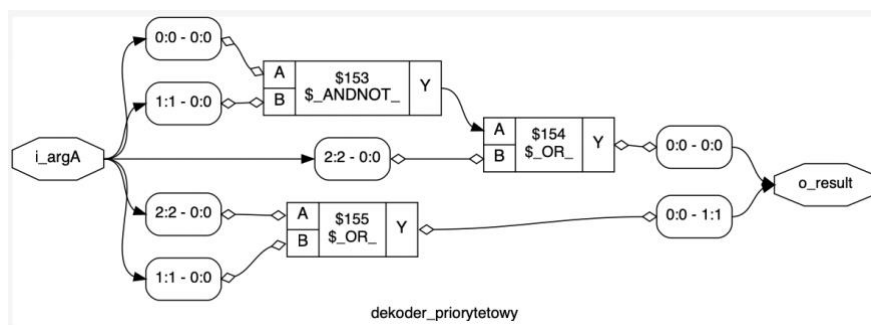 0:0 - 0:0
A
$153
$_ANDNOT_
Y
B
1:1 - 0:0
A
$154
$_OR_
Y
B
0:0 - 0:0
i_argA
2:2 - 0:0
o_result
2:2 - 0:0
A
$155
$_OR_
Y
B
0:0 - 1:1
1:1 - 0:0
dekoder_priorytetowy